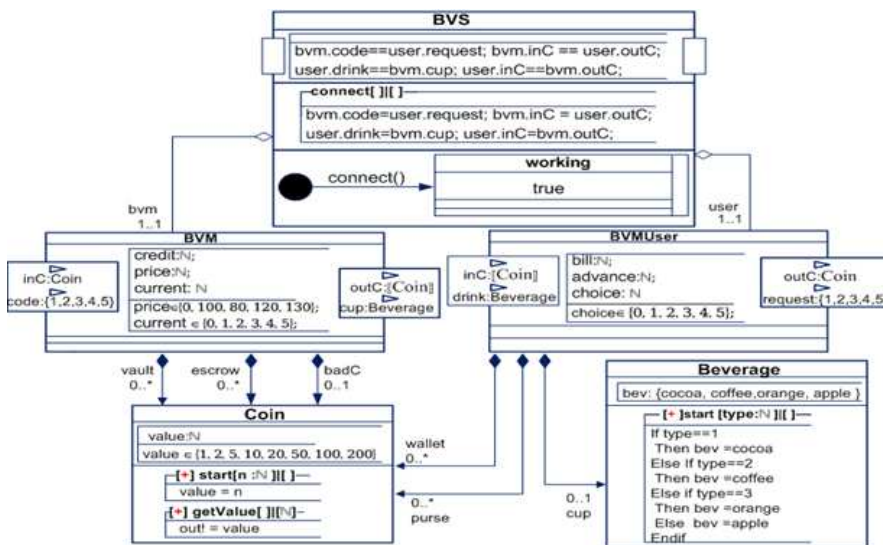 BVS
bvm.code==user.request; bvm.inC == user.outC;
user.drink==bvm.cup; user.inC==bvm.outC;
connect[ ]|[ ]
bvm.code=user.request; bvm.inC = user.outC;
user.drink=bvm.cup; user.inC=bvm.outC;
working
connect()
true
bvm
1..1
user
1..1
BVM
inC:Coin
code:{1,2,3,4,5}
credit:ℕ;
price:ℕ;
current: ℕ
price∈{0, 100, 80, 120, 130};
current ∈ {0, 1, 2, 3, 4, 5};
outC:⟦Coin⟧
cup:Beverage
BVMUser
inC:⟦Coin⟧
drink:Beverage
bill:ℕ;
advance:ℕ;
choice: ℕ
choice∈ {0, 1, 2, 3, 4, 5};
outC:Coin
request:{1,2,3,4,5}
vault
0..*
escrow
0..*
badC
0..1
Coin
value:ℕ
value ∈ {1, 2, 5, 10, 20, 50, 100, 200}
[+] start[n :ℕ ]|[ ]
value = n
[+] getValue[ ]|[ℕ]
out! = value
wallet
0..*
0..*
purse
0..1
cup
Beverage
bev: {cocoa, coffee,orange, apple }
[+ ]start [type:ℕ ]|[ ]
If type==1
Then bev =cocoa
Else If type==2
Then bev =coffee
Else if type==3
Then bev =orange
Else bev =apple
Endif